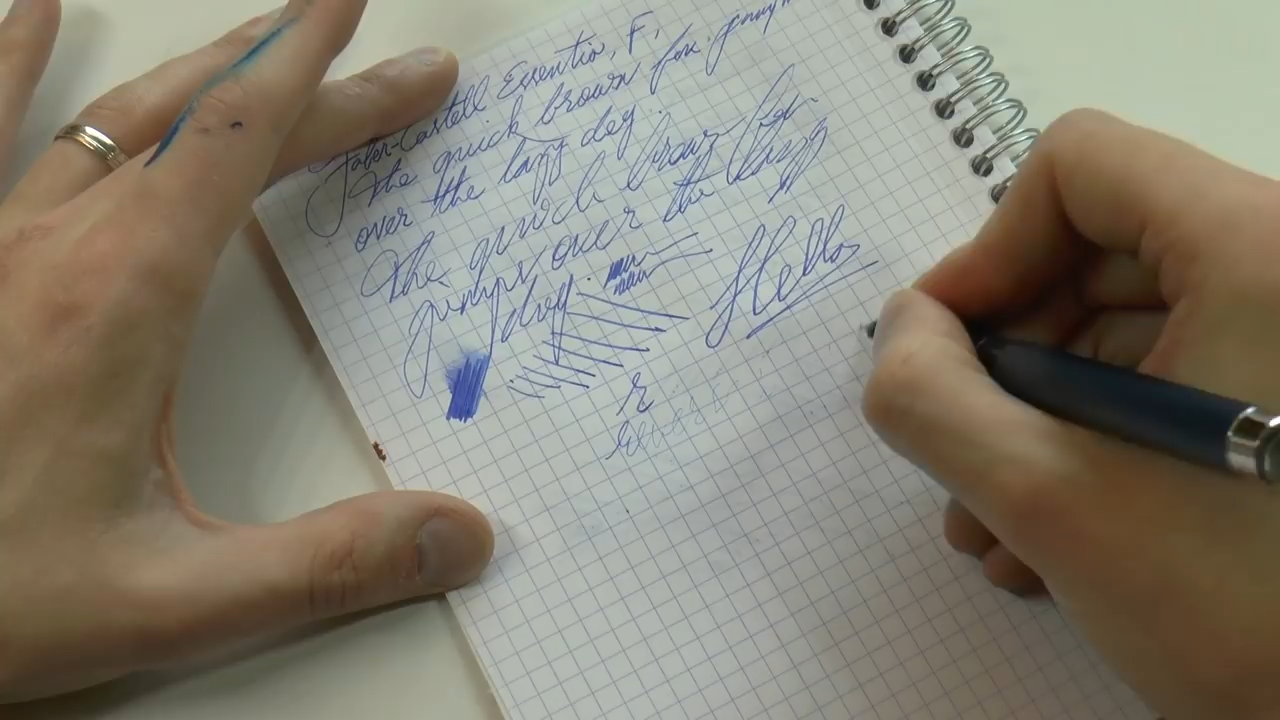 Faber-Castell Essentio, F,
The quick brown fox jumps
over the lazy dog.
The quick brown fox
jumps over the lazy
dog.
Hello
r